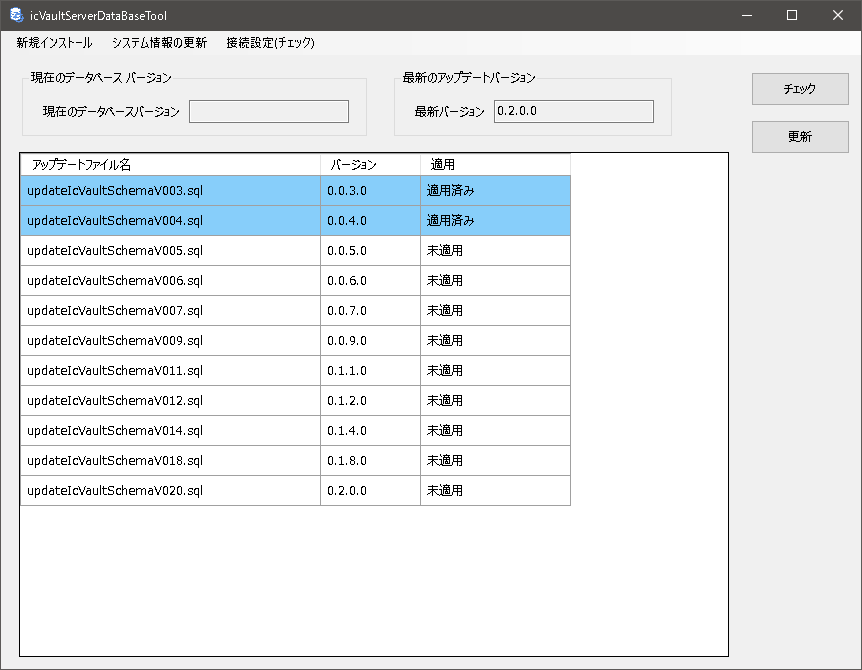 icVaultServerDataBaseTool
新規インストール システム情報の更新 接続設定(チェック)
現在のデータベース バージョン
現在のデータベースバージョン
最新のアップデートバージョン
最新バージョン 0.2.0.0
チェック
更新
アップデートファイル名 バージョン 適用
updateIcVaultSchemaV003.sql 0.0.3.0 適用済み
updateIcVaultSchemaV004.sql 0.0.4.0 適用済み
updateIcVaultSchemaV005.sql 0.0.5.0 未適用
updateIcVaultSchemaV006.sql 0.0.6.0 未適用
updateIcVaultSchemaV007.sql 0.0.7.0 未適用
updateIcVaultSchemaV009.sql 0.0.9.0 未適用
updateIcVaultSchemaV011.sql 0.1.1.0 未適用
updateIcVaultSchemaV012.sql 0.1.2.0 未適用
updateIcVaultSchemaV014.sql 0.1.4.0 未適用
updateIcVaultSchemaV018.sql 0.1.8.0 未適用
updateIcVaultSchemaV020.sql 0.2.0.0 未適用